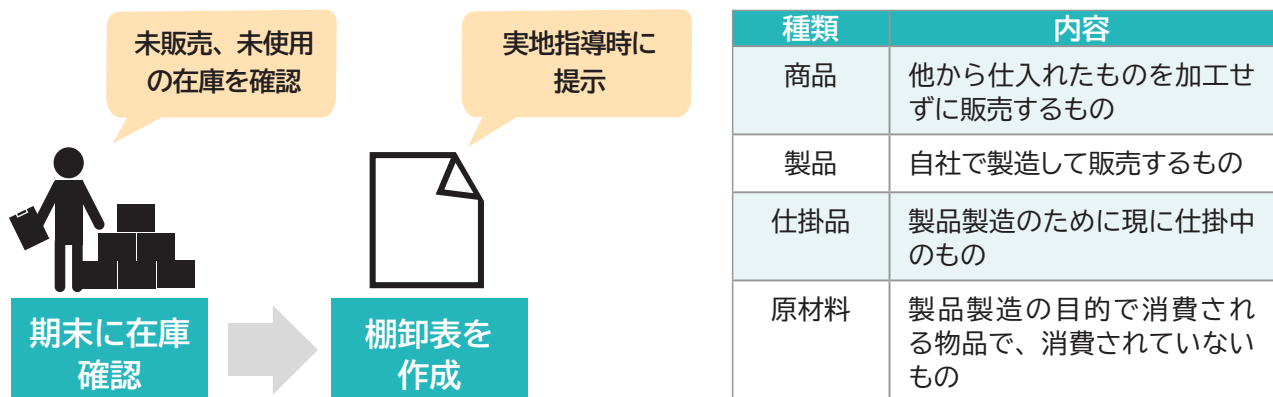 未販売、未使用
の在庫を確認
実地指導時に
提示
期末に在庫
確認
棚卸表を
作成
種類 内容
商品 他から仕入れたものを加工せ
ずに販売するもの
製品 自社で製造して販売するもの
仕掛品 製品製造のために現に仕掛中
のもの
原材料 製品製造の目的で消費され
る物品で、消費されていない
もの